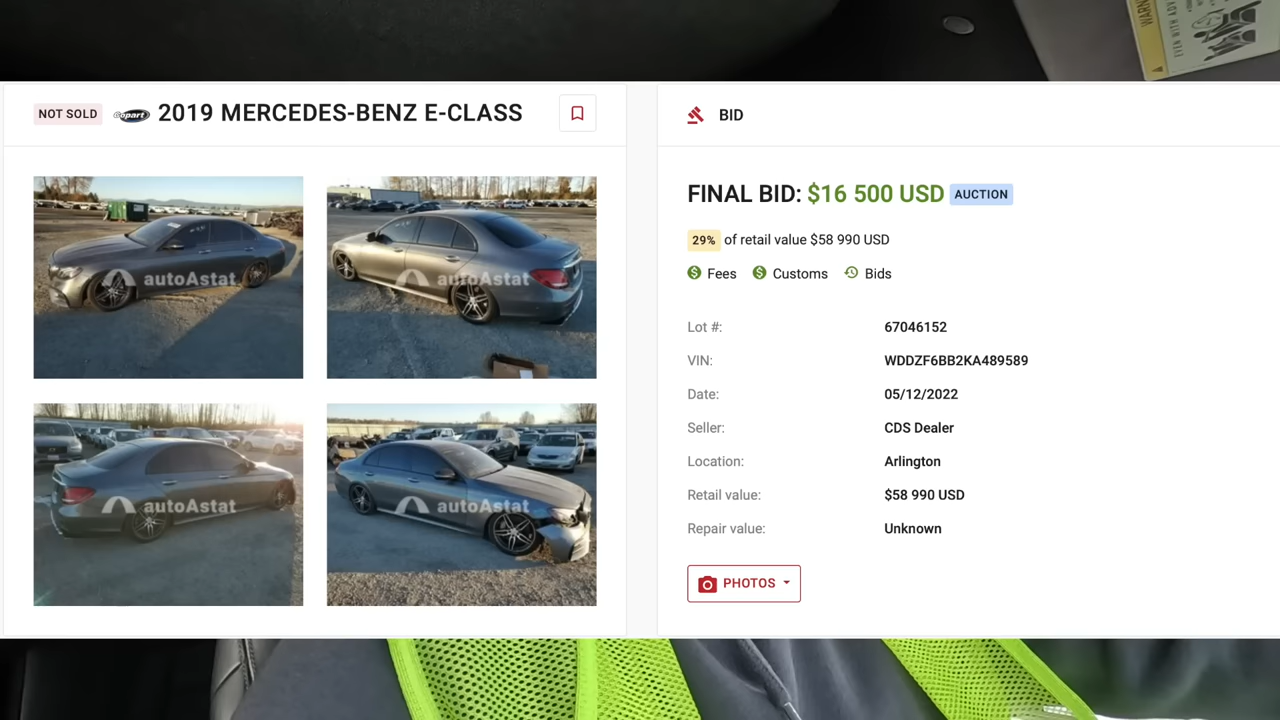 WARN
NOT SOLD
copart
2019 MERCEDES-BENZ E-CLASS
autoAstat
autoAstat
autoAstat
autoAstat
BID
FINAL BID: $16 500 USD AUCTION
29% of retail value $58 990 USD
Fees Customs Bids
Lot #: 67046152
VIN: WDDZF6BB2KA489589
Date: 05/12/2022
Seller: CDS Dealer
Location: Arlington
Retail value: $58 990 USD
Repair value: Unknown
PHOTOS